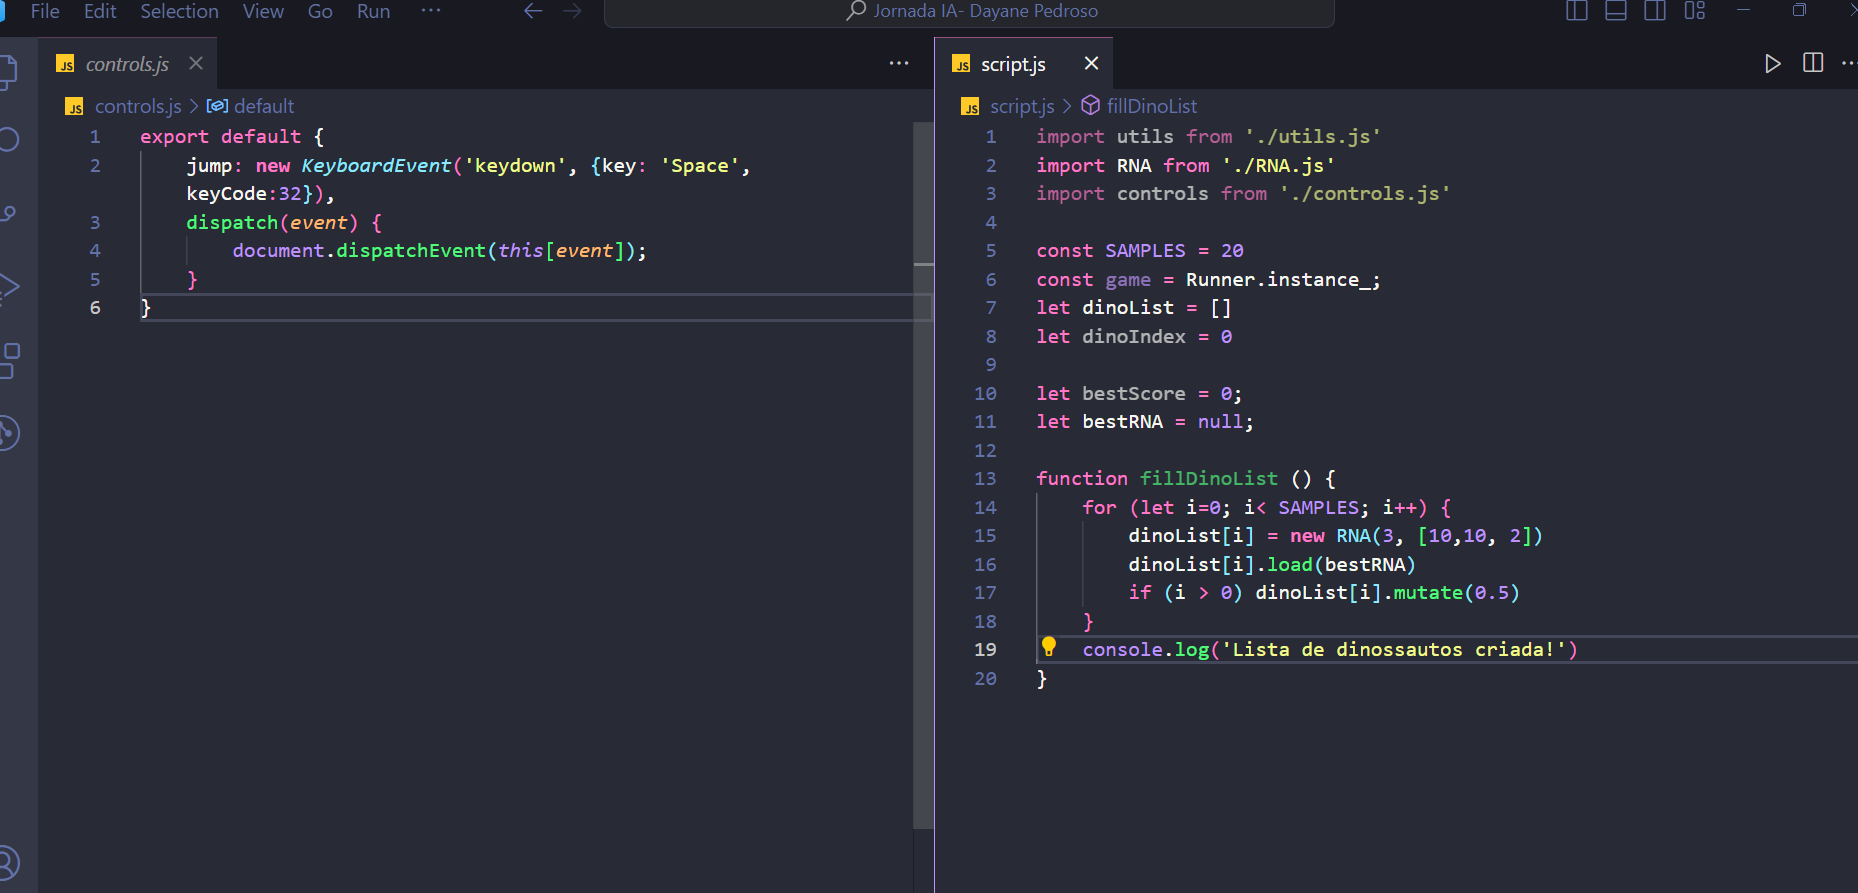 File Edit Selection View Go Run ···
Jornada IA- Dayane Pedroso
JS controls.js
JS controls.js > default
1 export default {
2 jump: new KeyboardEvent('keydown', {key: 'Space',
keyCode:32}),
3 dispatch(event) {
4 document.dispatchEvent(this[event]);
5 }
6 }
JS script.js
JS script.js > fillDinoList
1 import utils from './utils.js'
2 import RNA from './RNA.js'
3 import controls from './controls.js'
4
5 const SAMPLES = 20
6 const game = Runner.instance_;
7 let dinoList = []
8 let dinoIndex = 0
9
10 let bestScore = 0;
11 let bestRNA = null;
12
13 function fillDinoList () {
14 for (let i=0; i< SAMPLES; i++) {
15 dinoList[i] = new RNA(3, [10,10, 2])
16 dinoList[i].load(bestRNA)
17 if (i > 0) dinoList[i].mutate(0.5)
18 }
19 console.log('Lista de dinossautos criada!')
20 }